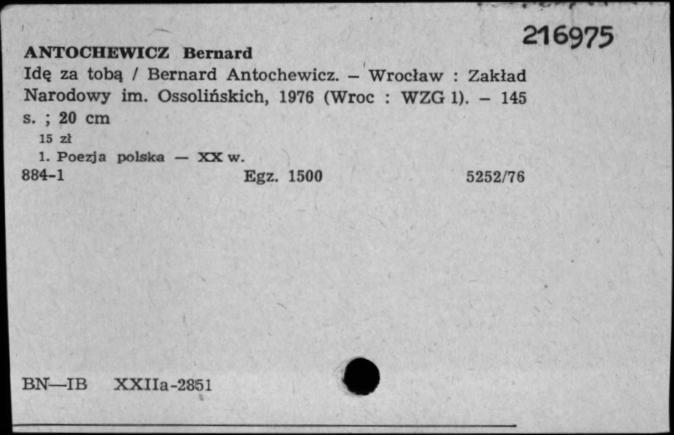 216975
ANTOCHEWICZ Bernard
Idę za tobą / Bernard Antochewicz. — Wrocław : Zakład
Narodowy im. Ossolińskich, 1976 (Wroc : WZG 1). — 145
s. ; 20 cm
15 zł
1. Poezja polska — XX w.
884-1 Egz. 1500 5252/76
BN—IB XXIIa-2851